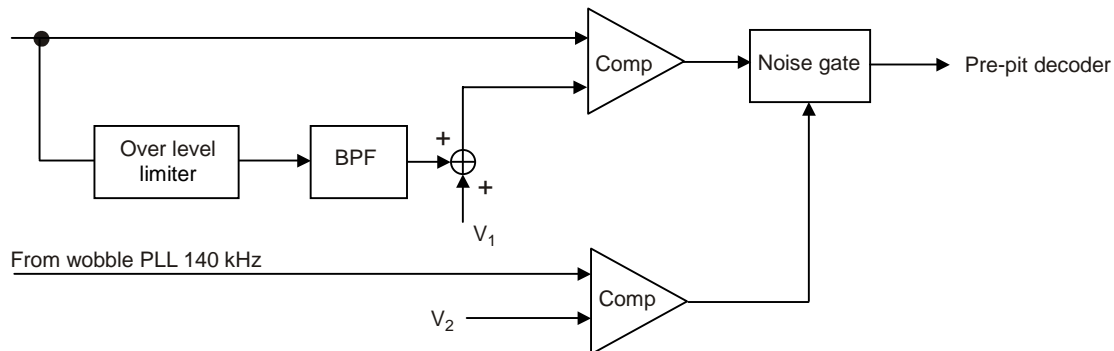 Comp
Noise gate
Pre-pit decoder
Over level
limiter
BPF
+
+
V1
From wobble PLL 140 kHz
Comp
V2